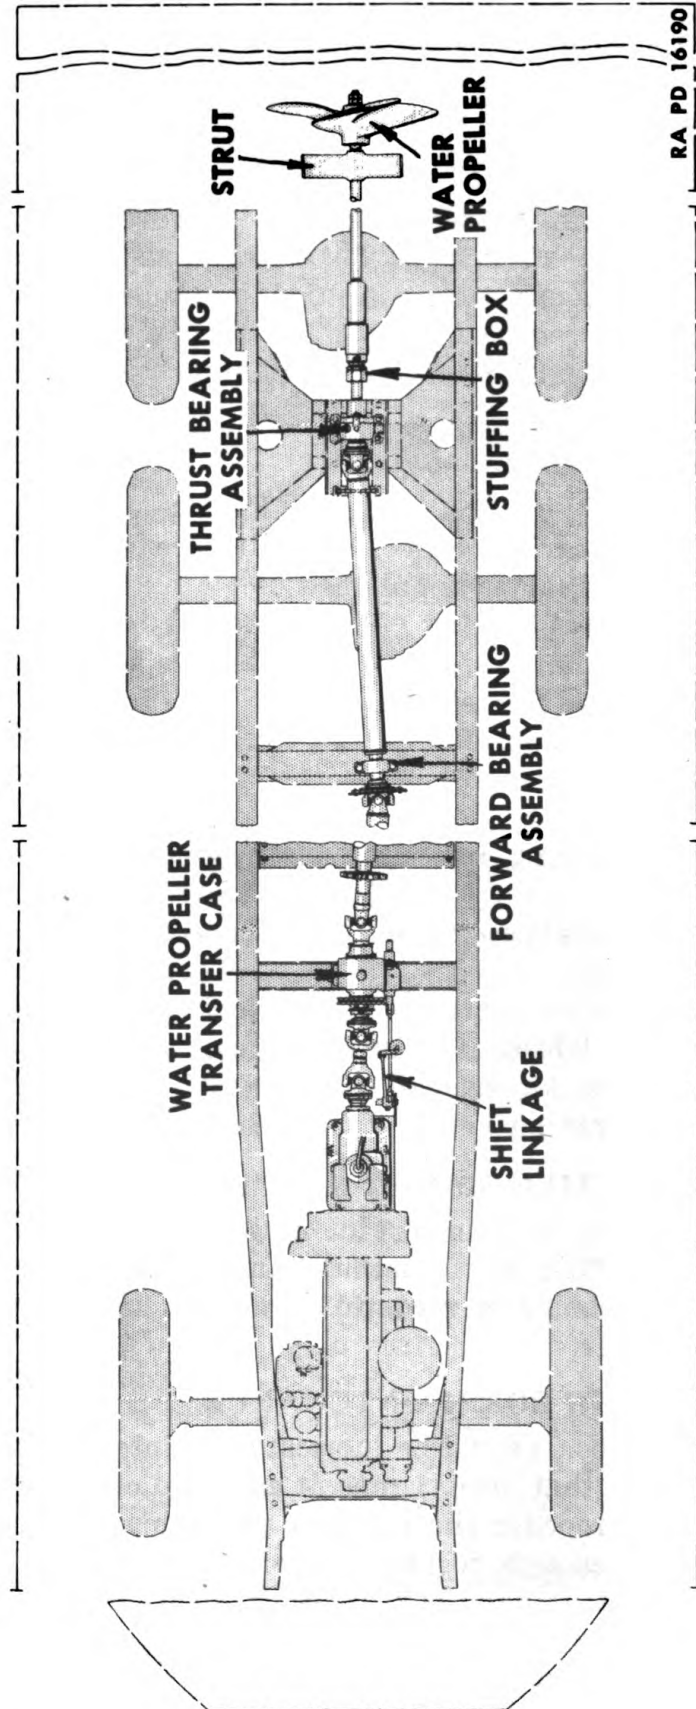 WATER PROPELLER
TRANSFER CASE
THRUST BEARING
ASSEMBLY
STRUT
SHIFT
LINKAGE
FORWARD BEARING
ASSEMBLY
STUFFING BOX
WATER
PROPELLER
RA PD 16190